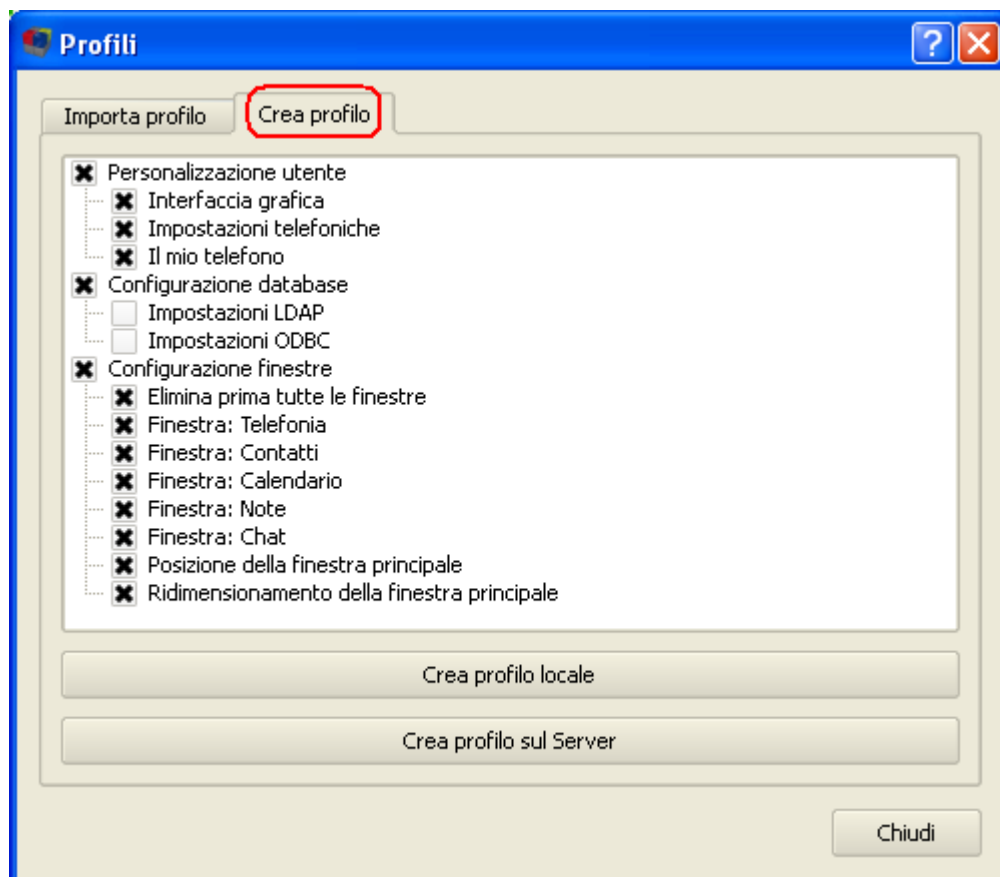 Profili
Importa profilo
Crea profilo
Personalizzazione utente
Interfaccia grafica
Impostazioni telefoniche
Il mio telefono
Configurazione database
Impostazioni LDAP
Impostazioni ODBC
Configurazione finestre
Elimina prima tutte le finestre
Finestra: Telefonia
Finestra: Contatti
Finestra: Calendario
Finestra: Note
Finestra: Chat
Posizione della finestra principale
Ridimensionamento della finestra principale
Crea profilo locale
Crea profilo sul Server
Chiudi